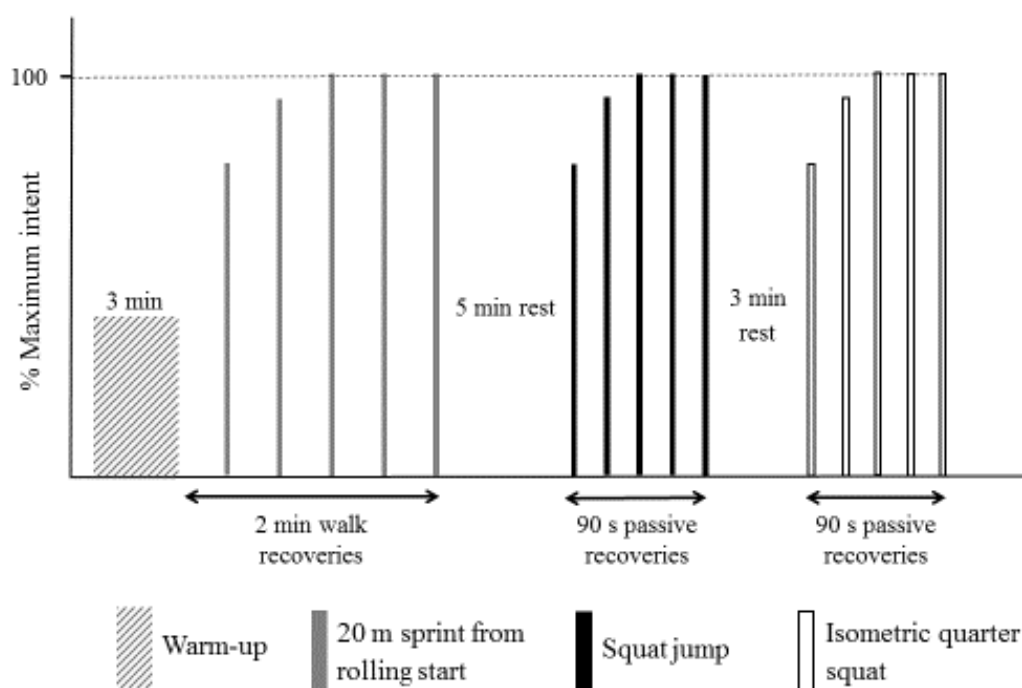 100
% Maximum intent
3 min
5 min rest
3 min
rest
2 min walk
recoveries
90 s passive
recoveries
90 s passive
recoveries
Warm-up
20 m sprint from
rolling start
Squat jump
Isometric quarter
squat